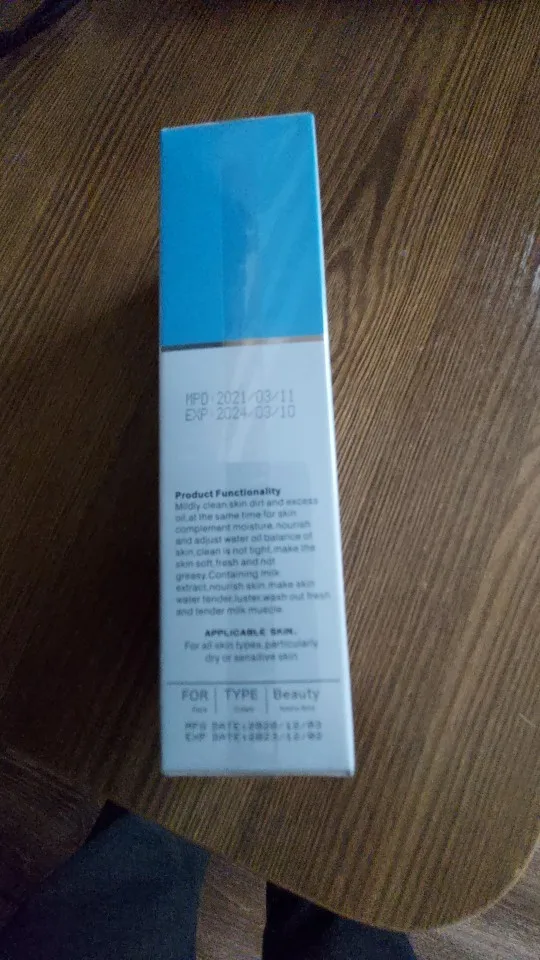 MPD:2021/03/11
EXP:2024/03/10
Product Functionality
Mildly clean skin dirt and excess
oil,at the same time for skin
complement moisture,nourish
and adjust water oil balance of
skin,clean is not tight,make the
skin soft,fresh and not
greasy.Containing milk
extract,nourish skin,make skin
water tender,luster,wash out fresh
and tender milk muscle
APPLICABLE SKIN.
For all skin types,particularly
dry or sensitive skin
FOR TYPE Beauty
MFG DATE:2020/12/03
EXP DATE:2023/12/02